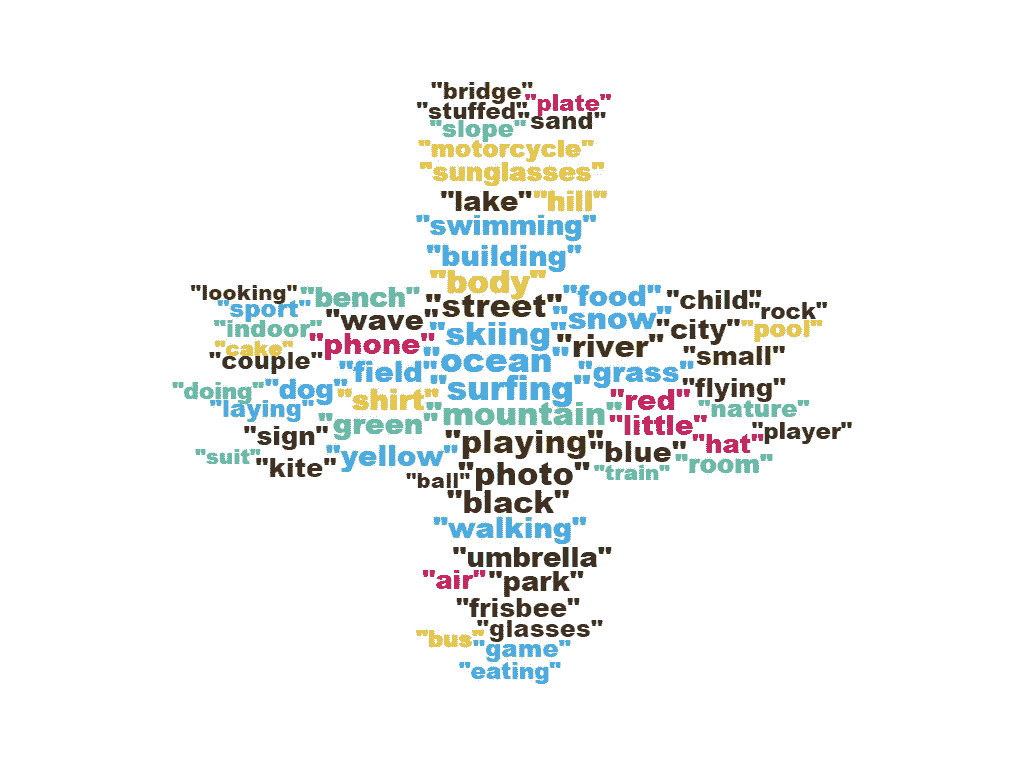 "bridge"
"plate"
"stuffed"
"sand"
"slope"
"motorcycle"
"sunglasses"
"lake" "hill"
"swimming"
"building"
"body"
"looking" "bench" "street" "food" "child"
"sport" "wave" "snow" "rock"
"indoor" "skiing" "river" "city" "pool"
"cake" "phone"
"couple" "ocean" "small"
"field" "grass"
"doing" "dog" "shirt" "surfing" "red" "flying"
"laying" "mountain" "nature"
"green" "little" "player"
"sign" "playing" "blue" "hat"
"suit" "kite" "yellow" "room"
"ball" "photo" "train"
"black"
"walking"
"umbrella"
"air" "park"
"frisbee"
"glasses"
"bus" "game"
"eating"